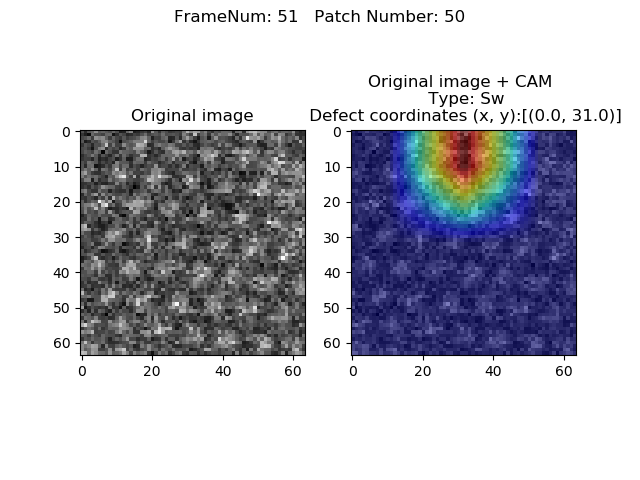 FrameNum: 51   Patch Number: 50
Original image
Original image + CAM
Type: Sw
Defect coordinates (x, y):[(0.0, 31.0)]
0
10
20
30
40
50
60
0 20 40 60
0
10
20
30
40
50
60
0 20 40 60